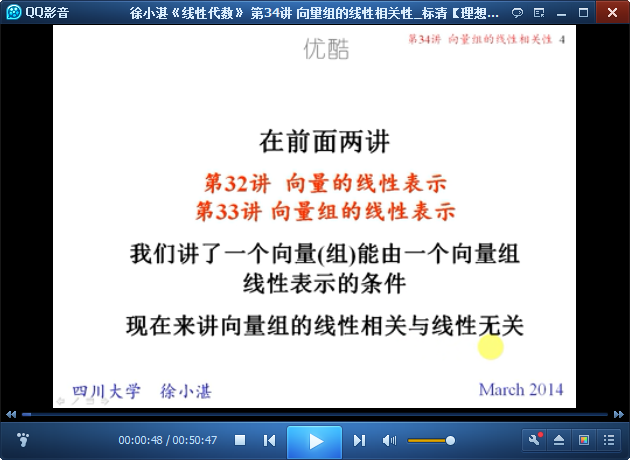 QQ影音
徐小湛《线性代数》 第34讲 向量组的线性相关性_标清【理想...
优酷
第34讲 向量组的线性相关性 4
在前面两讲
第32讲 向量的线性表示
第33讲 向量组的线性表示
我们讲了一个向量(组)能由一个向量组
线性表示的条件
现在来讲向量组的线性相关与线性无关
四川大学 徐小湛
March 2014
00:00:48 / 00:50:47